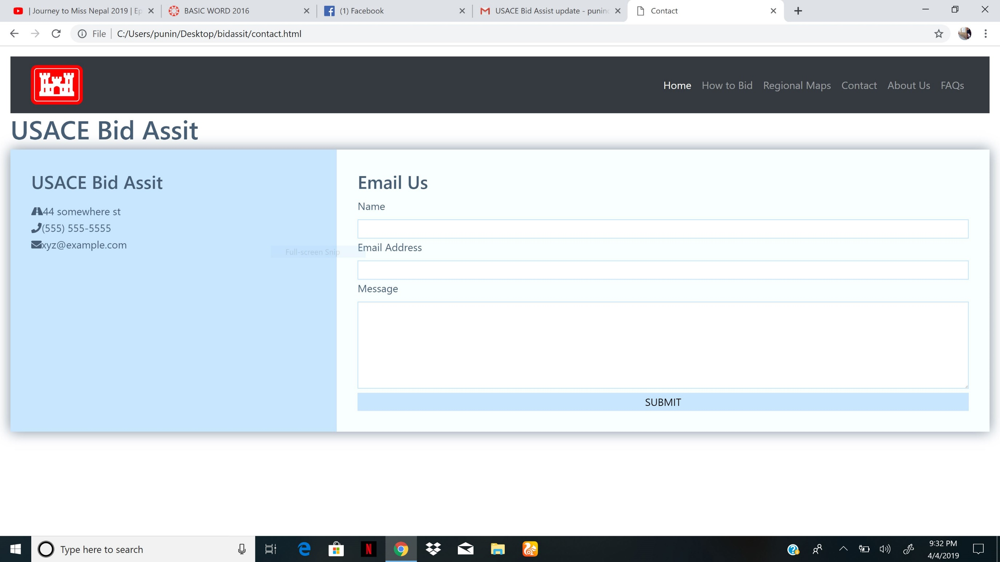 | Journey to Miss Nepal 2019 | Ep
BASIC WORD 2016
(1) Facebook
USACE Bid Assist update - punin
Contact
File
C:/Users/punin/Desktop/bidassit/contact.html
Home How to Bid Regional Maps Contact About Us FAQs
USACE Bid Assit
USACE Bid Assit
44 somewhere st
(555) 555-5555
xyz@example.com
Full-screen Snip
Email Us
Name
Email Address
Message
SUBMIT
Type here to search
9:32 PM
4/4/2019